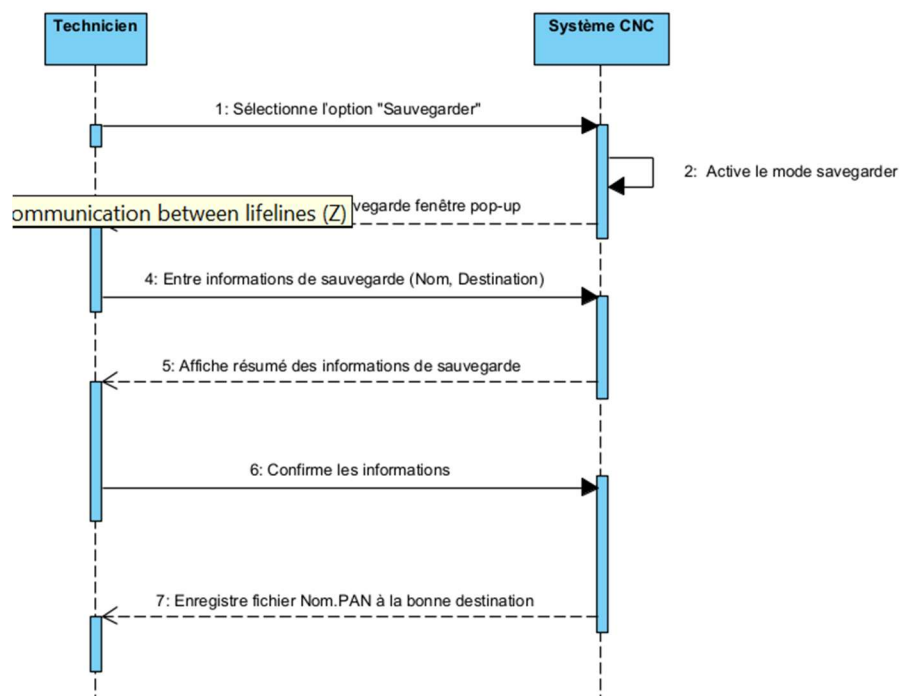 Technicien
Système CNC
1: Sélectionne l'option "Sauvegarder"
2: Active le mode savegarder
ommunication between lifelines (Z)
vegarde fenêtre pop-up
4: Entre informations de sauvegarde (Nom, Destination)
5: Affiche résumé des informations de sauvegarde
6: Confirme les informations
7: Enregistre fichier Nom.PAN à la bonne destination